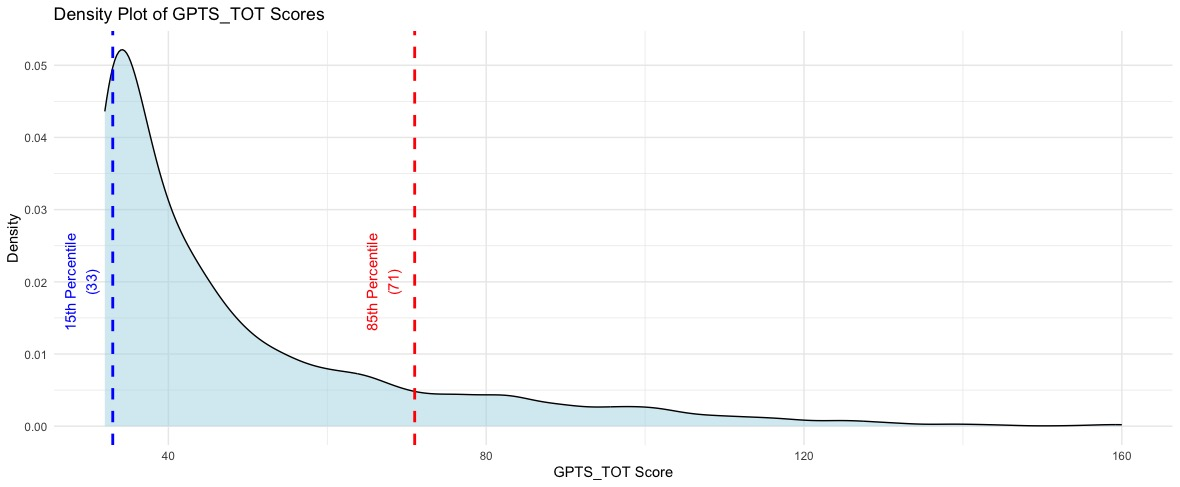 Density Plot of GPTS_TOT Scores
0.05
0.04
0.03
0.02
0.01
0.00
Density
15th Percentile
(33)
85th Percentile
(71)
40
80
120
160
GPTS_TOT Score